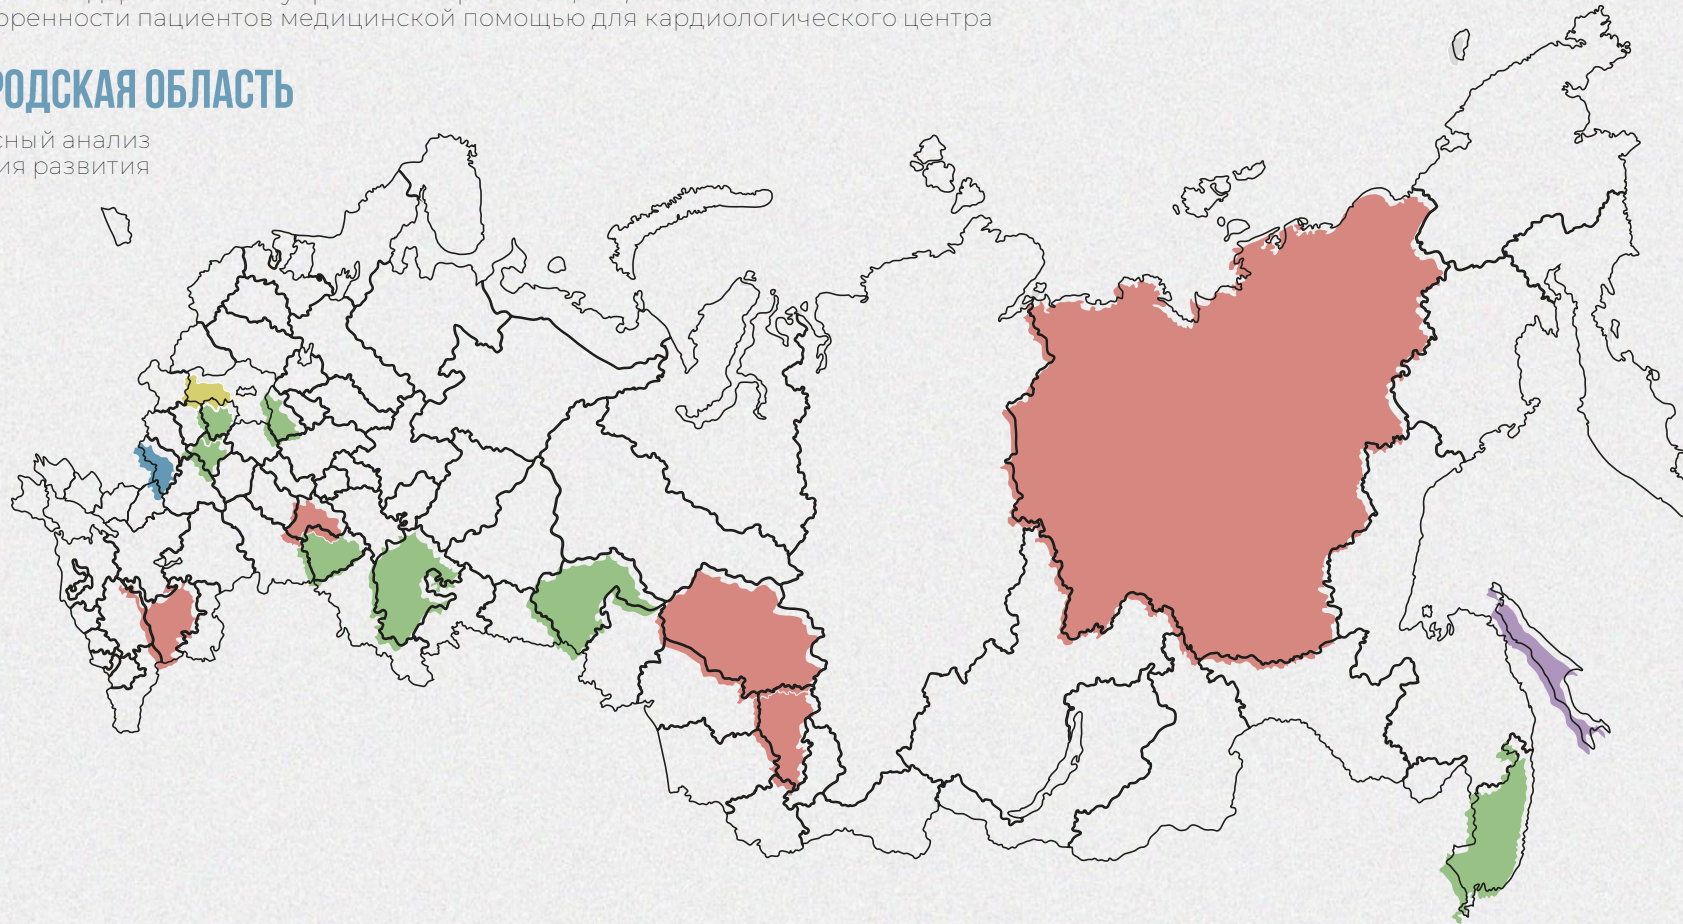 оренности пациентов медицинской помощью для кардиологического центра
РОДСКАЯ ОБЛАСТЬ
сный анализ
ия развития